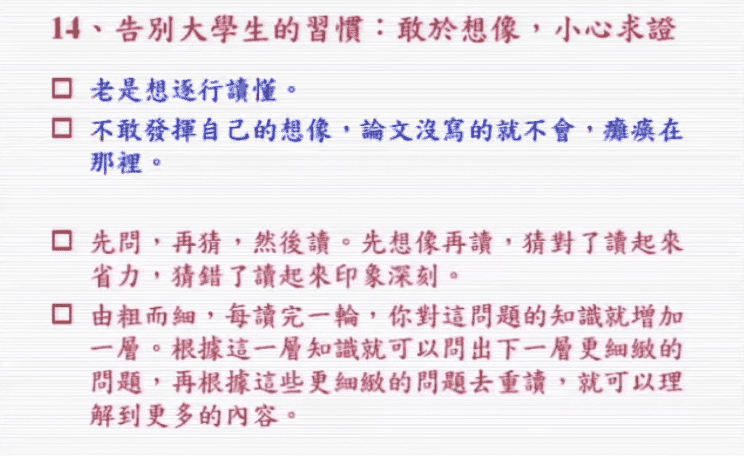 14、告別大學生的習慣：敢於想像，小心求證
□ 老是想逐行讀懂。
□ 不敢發揮自己的想像，論文沒寫的就不會，癱瘓在
那裡。
□ 先問，再猜，然後讀。先想像再讀，猜對了讀起來
省力，猜錯了讀起來印象深刻。
□ 由粗而細，每讀完一輪，你對這問題的知識就增加
一層。根據這一層知識就可以問出下一層更細緻的
問題，再根據這些更細緻的問題去重讀，就可以理
解到更多的內容。